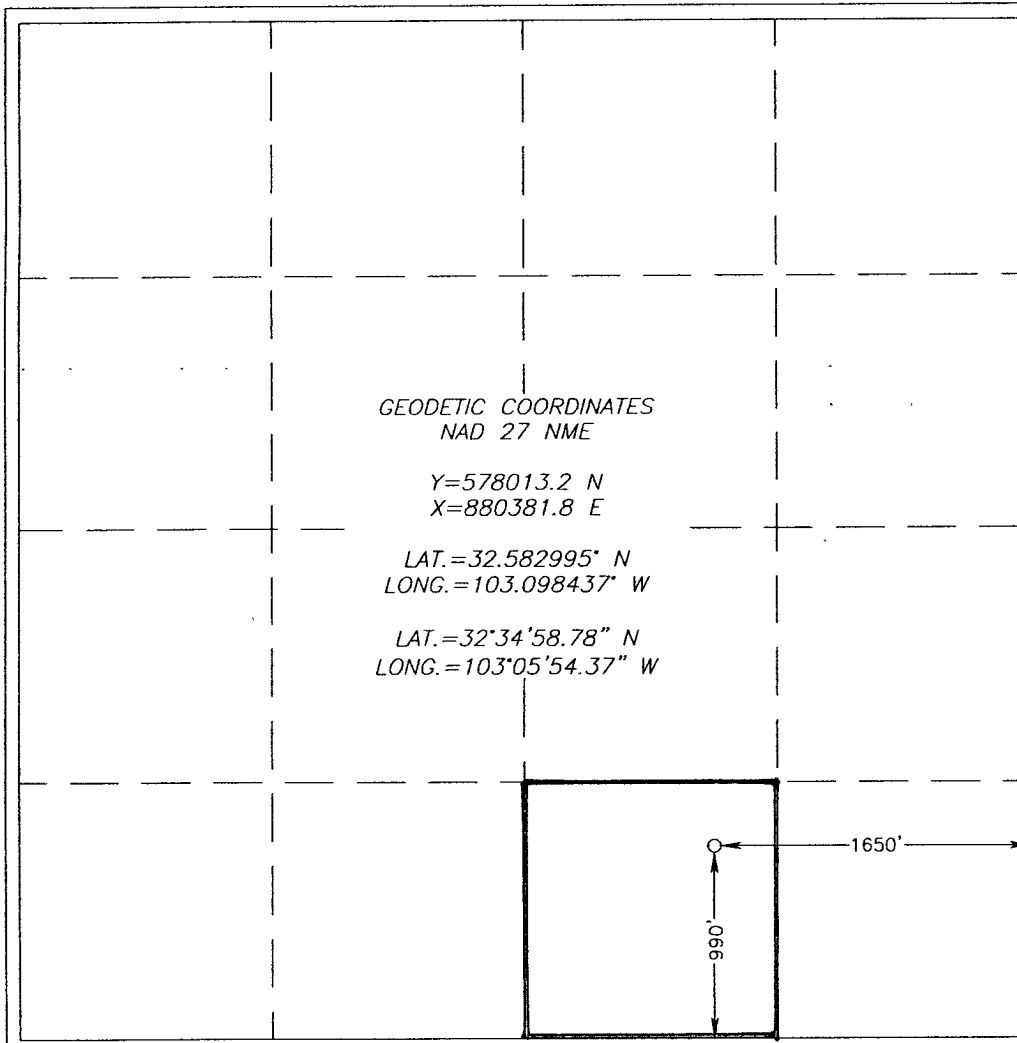 GEODETIC COORDINATES
NAD 27 NME
Y=578013.2 N
X=880381.8 E
LAT.=32.582995° N
LONG.=103.098437° W
LAT.=32°34'58.78" N
LONG.=103°05'54.37" W
1650'
990'